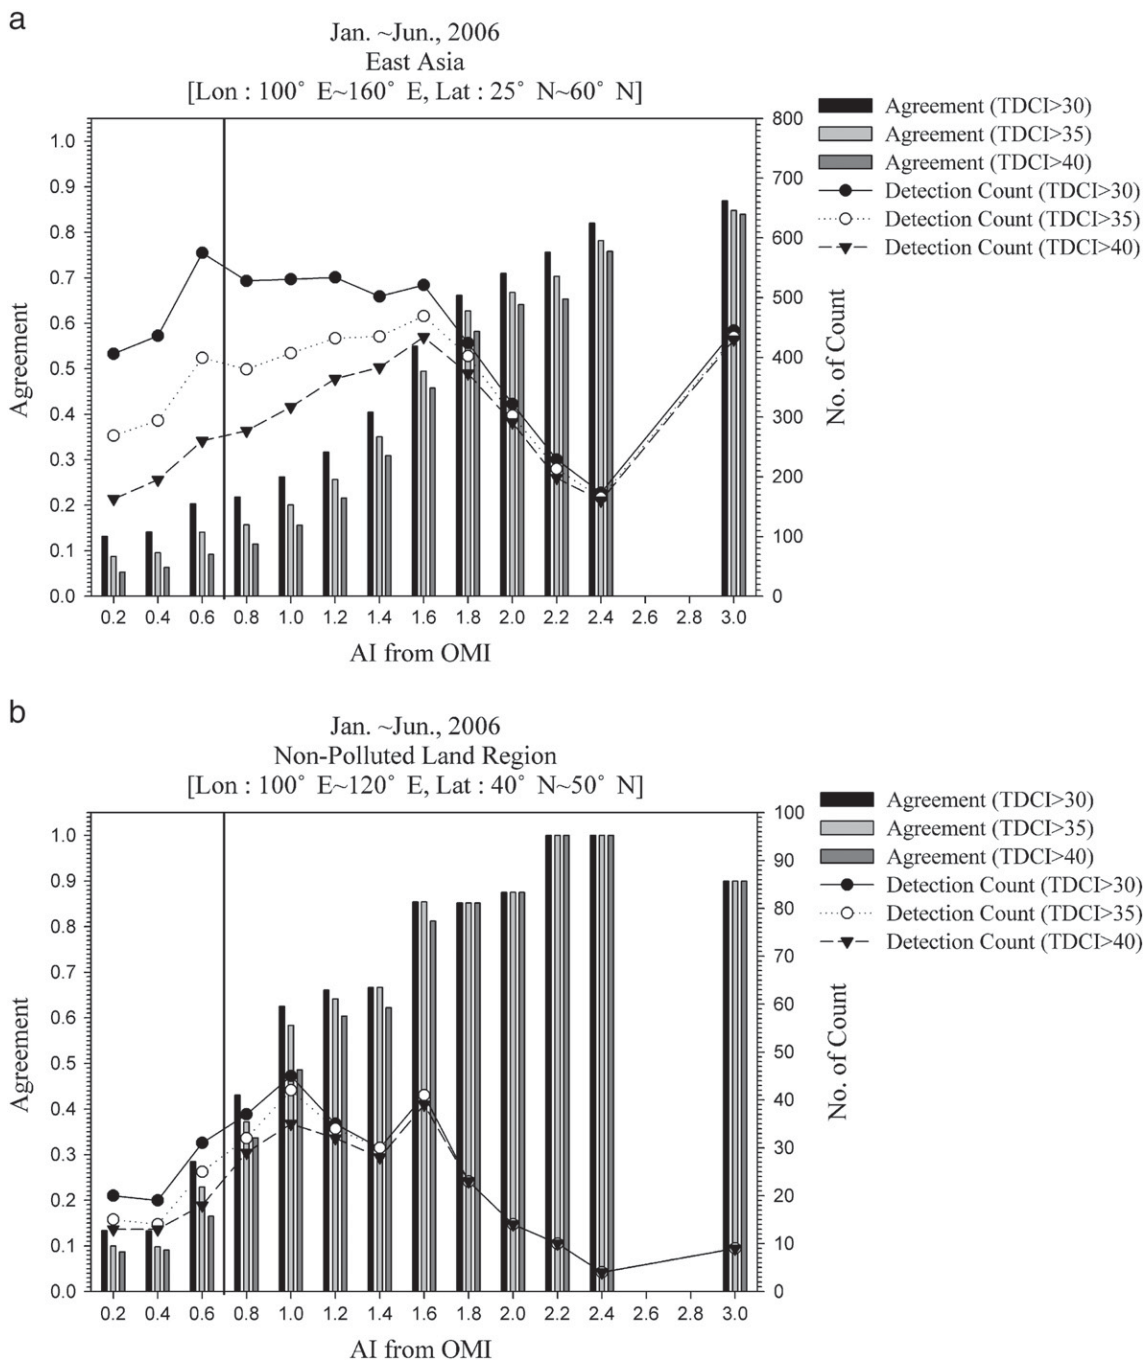 a
Jan. ~Jun., 2006
East Asia
[Lon : 100° E~160° E, Lat : 25° N~60° N]
Agreement (TDCI>30)
Agreement (TDCI>35)
Agreement (TDCI>40)
Detection Count (TDCI>30)
Detection Count (TDCI>35)
Detection Count (TDCI>40)
1.0
0.9
0.8
0.7
0.6
0.5
0.4
0.3
0.2
0.1
0.0
Agreement
800
700
600
500
400
300
200
100
0
No. of Count
0.2 0.4 0.6 0.8 1.0 1.2 1.4 1.6 1.8 2.0 2.2 2.4 2.6 2.8 3.0
AI from OMI
b
Jan. ~Jun., 2006
Non-Polluted Land Region
[Lon : 100° E~120° E, Lat : 40° N~50° N]
Agreement (TDCI>30)
Agreement (TDCI>35)
Agreement (TDCI>40)
Detection Count (TDCI>30)
Detection Count (TDCI>35)
Detection Count (TDCI>40)
1.0
0.9
0.8
0.7
0.6
0.5
0.4
0.3
0.2
0.1
0.0
Agreement
100
90
80
70
60
50
40
30
20
10
0
No. of Count
0.2 0.4 0.6 0.8 1.0 1.2 1.4 1.6 1.8 2.0 2.2 2.4 2.6 2.8 3.0
AI from OMI